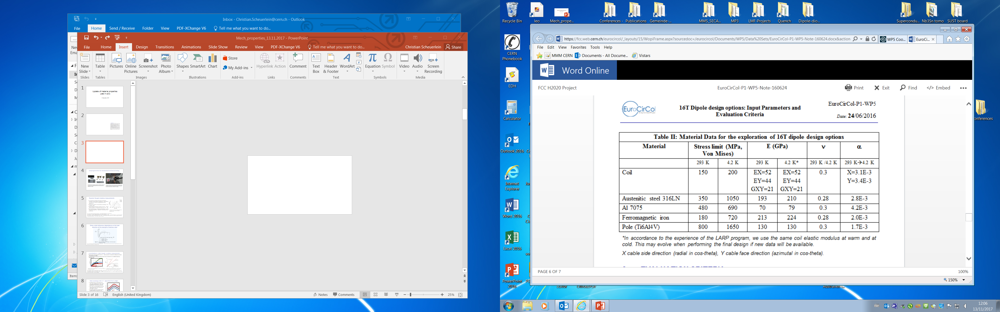 Inbox - Christian.Scheuerlein@cern.ch - Outlook
File Home Send / Receive Folder View PDF-XChange V6 Tell me what you want to do...
Mech_properties_13.11.2017 - PowerPoint
File Home Insert Design Transitions Animations Slide Show Review View PDF-XChange V6 Tell me what you want to do... Christian Scheuerlein Share
New Slide Table Pictures Online Pictures Screenshot Photo Album Shapes SmartArt Chart Store My Add-ins Hyperlink Action Comment Text Box Header & Footer WordArt Equation Symbol Video Audio Screen Recording
Slides Tables Images Illustrations Add-ins Links Comments Text Symbols Media
1
Update of material properties
used in coils
2
3
4
5
Dynamic Young's modulus measurements
6
7
8
Items
Slide 3 of 16 English (United Kingdom) Notes Comments 25%
Recycle Bin
leo
Mech_prope...
Conferences -
Publications
Gemeinde-...
MMS_SECA...
MP3
LMF-Projects
Quench
Dipole-dio...
Supercondu...
Nb3Sn tomo
SUST board
CERN Phonebook
EDH
Calculator
Outlook 2016
Internet Explorer
Word 2016
Excel 2016
PowerPoint 2016
onferences
https://fcc.web.cern.ch/eurocircol/_layouts/15/WopiFrame.aspx?sourcedoc=/eurocircol/Documents/WP5/Data%20Sets/EuroCirCol-P1-WP5-Note-160624.docx&action
WP5 Coo... EuroCi...
File Edit View Favorites Tools Help
MMM CERN Documents - All Docume... Vistars
Word Online
FCC H2020 Project EuroCirCol-P1-WP5-Note-160624 Print Exit Find </> Embed
EuroCirCol
16T Dipole design options: Input Parameters and
Evaluation Criteria
EuroCirCol-P1-WP5
Date: 24/06/2016
Table II: Material Data for the exploration of 16T dipole design options
Material Stress limit (MPa, Von Mises) E (GPa) ν α
293 K 4.2 K 293 K 4.2 K* 293 K /4.2 K 293 K→4.2 K
Coil 150 200 EX=52 EX=52 0.3 X=3.1E-3
EY=44 EY=44 Y=3.4E-3
GXY=21 GXY=21
Austenitic steel 316LN 350 1050 193 210 0.28 2.8E-3
Al 7075 480 690 70 79 0.3 4.2E-3
Ferromagnetic iron 180 720 213 224 0.28 2.0E-3
Pole (Ti6Al4V) 800 1650 130 130 0.3 1.7E-3
*In accordance to the experience of the LARP program, we use the same coil elastic modulus at warm and at
cold. This may evolve when performing the final design if new data will be available.
X cable side direction (radial in cos-theta), Y cable face direction (azimutal in cos-theta).
PAGE 6 OF 7 100%
150%
12:06
13/11/2017